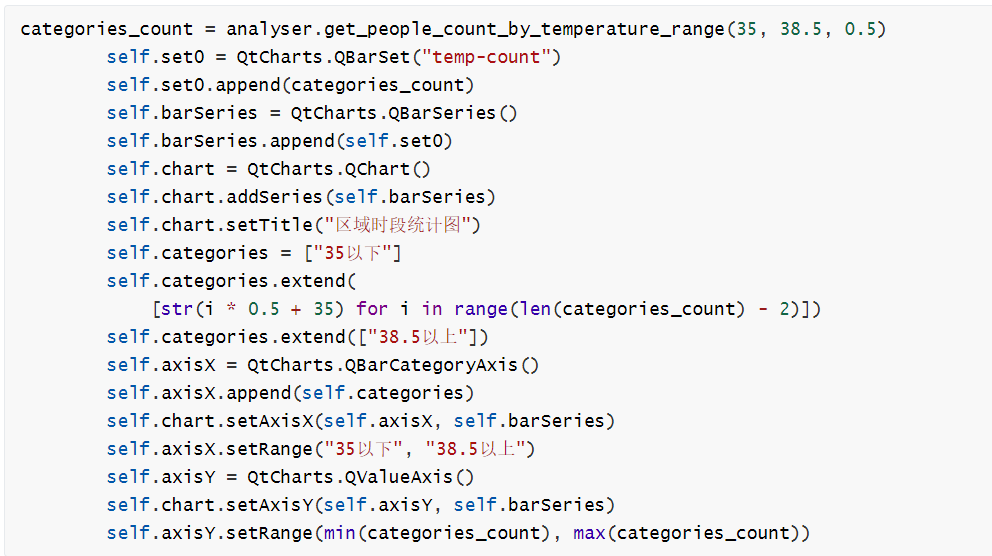 categories_count = analyser.get_people_count_by_temperature_range(35, 38.5, 0.5)
        self.set0 = QtCharts.QBarSet("temp-count")
        self.set0.append(categories_count)
        self.barSeries = QtCharts.QBarSeries()
        self.barSeries.append(self.set0)
        self.chart = QtCharts.QChart()
        self.chart.addSeries(self.barSeries)
        self.chart.setTitle("区域时段统计图")
        self.categories = ["35以下"]
        self.categories.extend(
            [str(i * 0.5 + 35) for i in range(len(categories_count) - 2)])
        self.categories.extend(["38.5以上"])
        self.axisX = QtCharts.QBarCategoryAxis()
        self.axisX.append(self.categories)
        self.chart.setAxisX(self.axisX, self.barSeries)
        self.axisX.setRange("35以下", "38.5以上")
        self.axisY = QtCharts.QValueAxis()
        self.chart.setAxisY(self.axisY, self.barSeries)
        self.axisY.setRange(min(categories_count), max(categories_count))